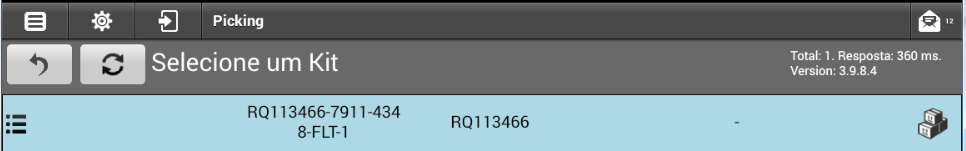 Picking
12
Selecione um Kit
Total: 1. Resposta: 360 ms.
Version: 3.9.8.4
RQ113466-7911-434
8-FLT-1
RQ113466
-